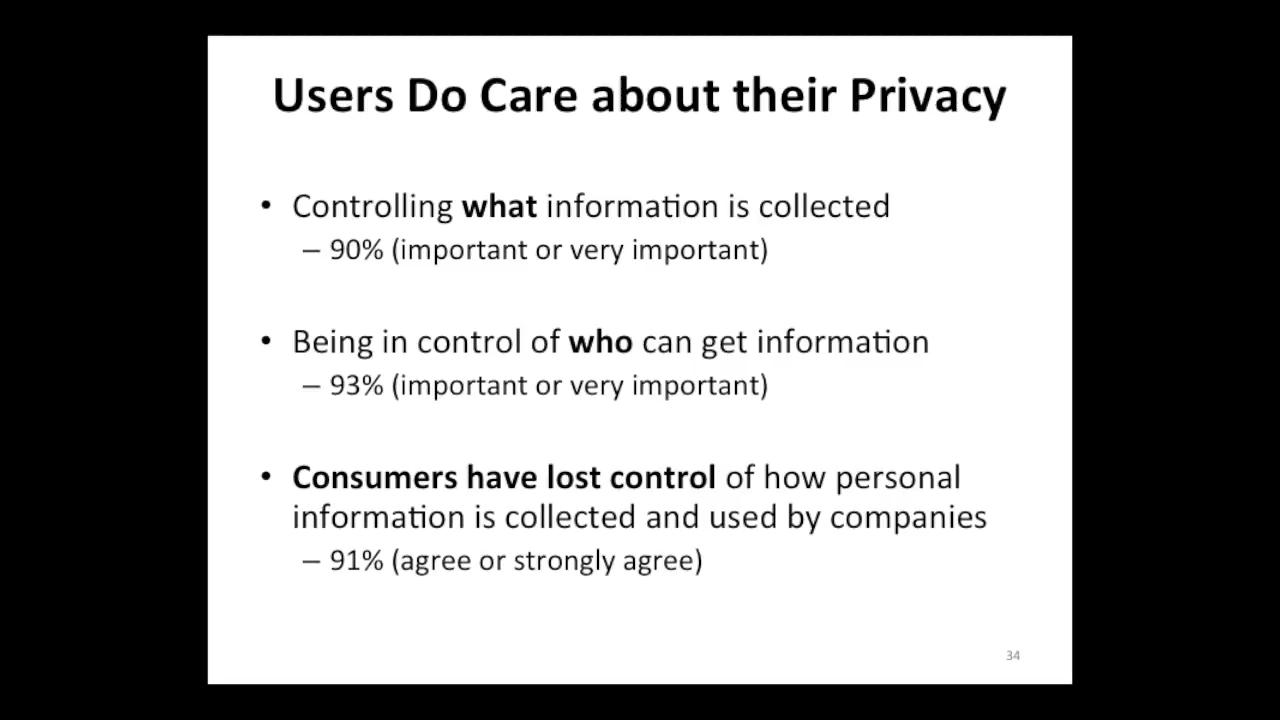 Users Do Care about their Privacy
• Controlling what information is collected
– 90% (important or very important)
• Being in control of who can get information
– 93% (important or very important)
• Consumers have lost control of how personal
information is collected and used by companies
– 91% (agree or strongly agree)
34